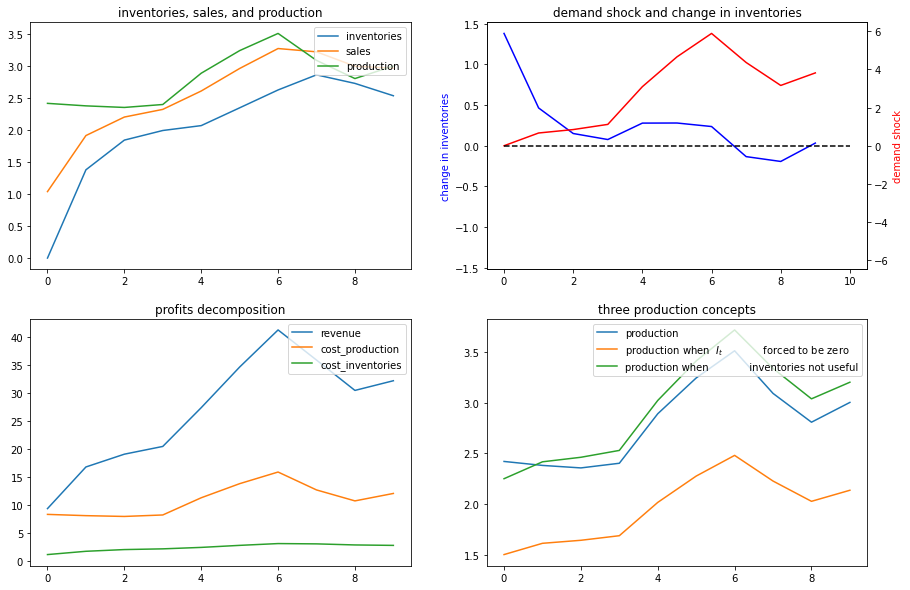 inventories, sales, and production
3.5
3.0
2.5
2.0
1.5
1.0
0.5
0.0
0 2 4 6 8
inventories
sales
production
demand shock and change in inventories
change in inventories
1.5
1.0
0.5
0.0
−0.5
−1.0
−1.5
0 2 4 6 8 10
6
4
2
0
−2
−4
−6
demand shock
profits decomposition
40
35
30
25
20
15
10
5
0
0 2 4 6 8
revenue
cost_production
cost_inventories
three production concepts
3.5
3.0
2.5
2.0
1.5
0 2 4 6 8
production
production when I_t forced to be zero
production when inventories not useful